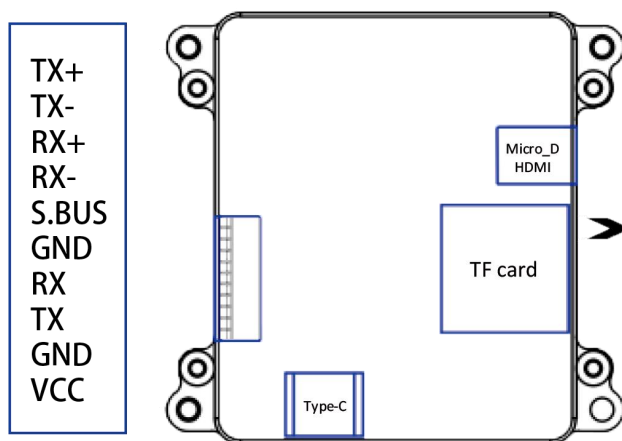 TX+
TX-
RX+
RX-
S.BUS
GND
RX
TX
GND
VCC
Micro_D
HDMI
TF card
Type-C